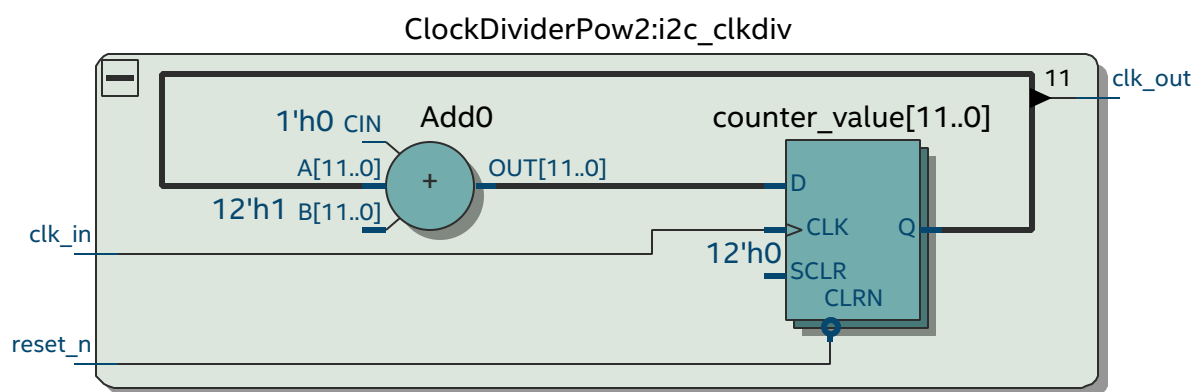 ClockDividerPow2:i2c_clkdiv
11
clk_out
1'h0 CIN
Add0
counter_value[11..0]
A[11..0]
+
OUT[11..0]
D
12'h1 B[11..0]
clk_in
CLK
Q
12'h0
SCLR
CLRN
reset_n